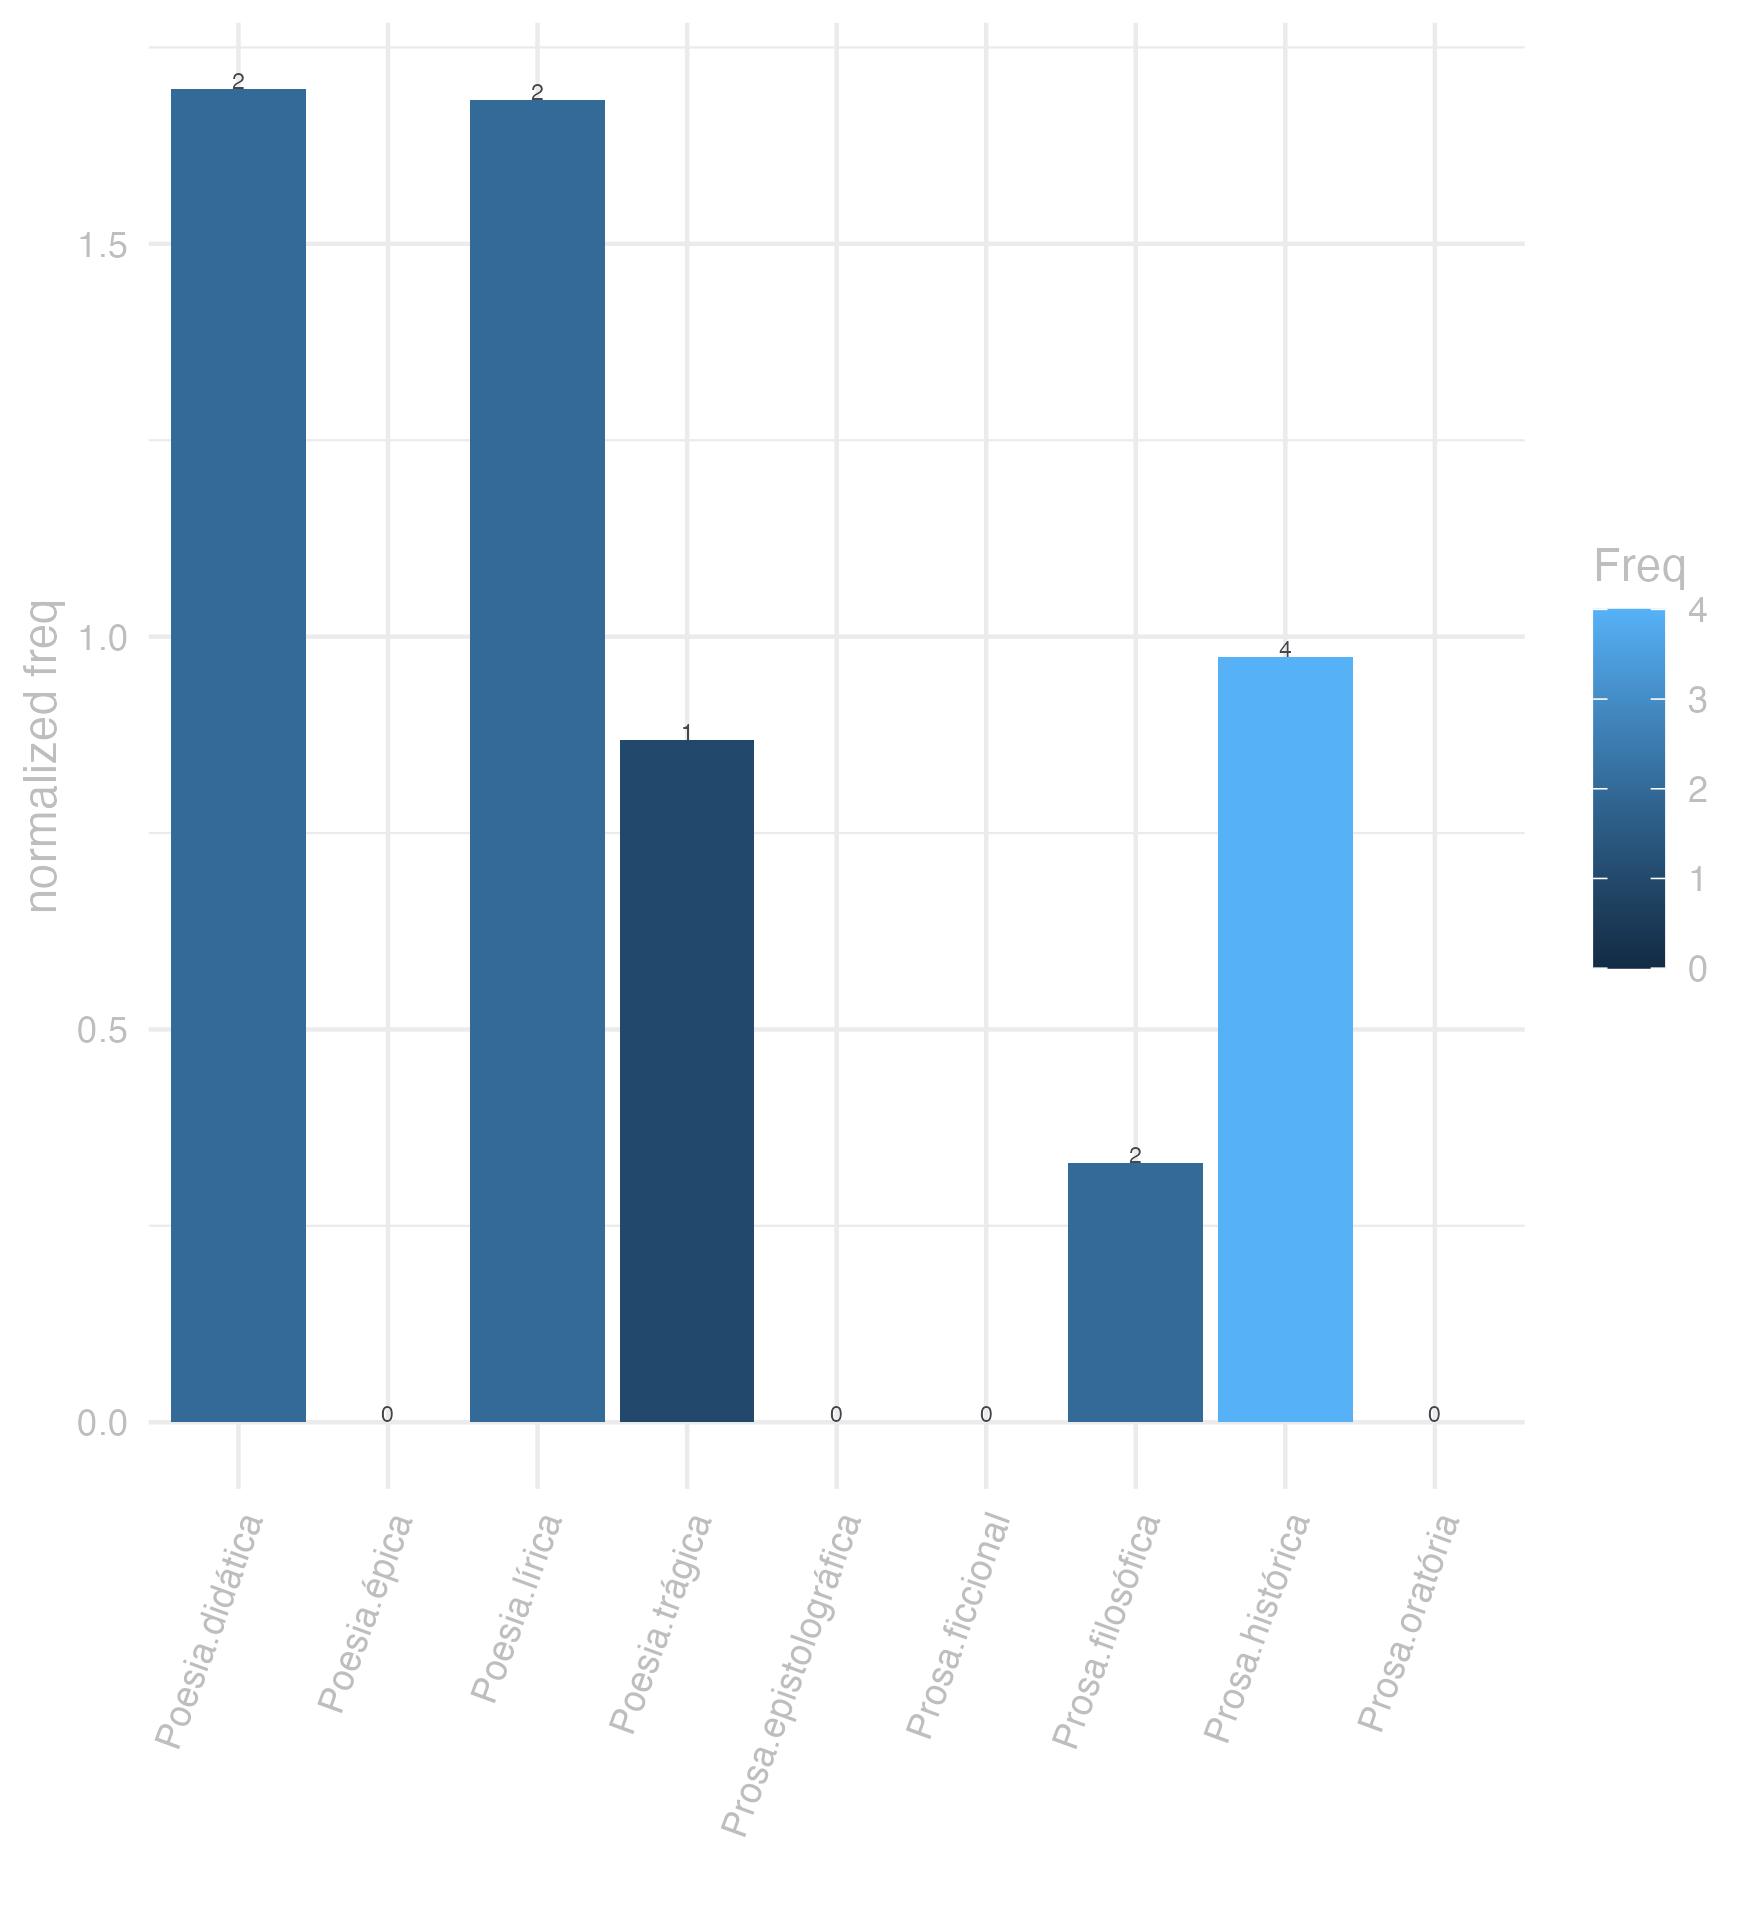 normalized freq
1.5
1.0
0.5
0.0
2
0
2
1
0
0
2
4
0
Poesia.didática
Poesia.épica
Poesia.lírica
Poesia.trágica
Prosa.epistolográfica
Prosa.ficcional
Prosa.filosófica
Prosa.histórica
Prosa.oratória
Freq
4
3
2
1
0